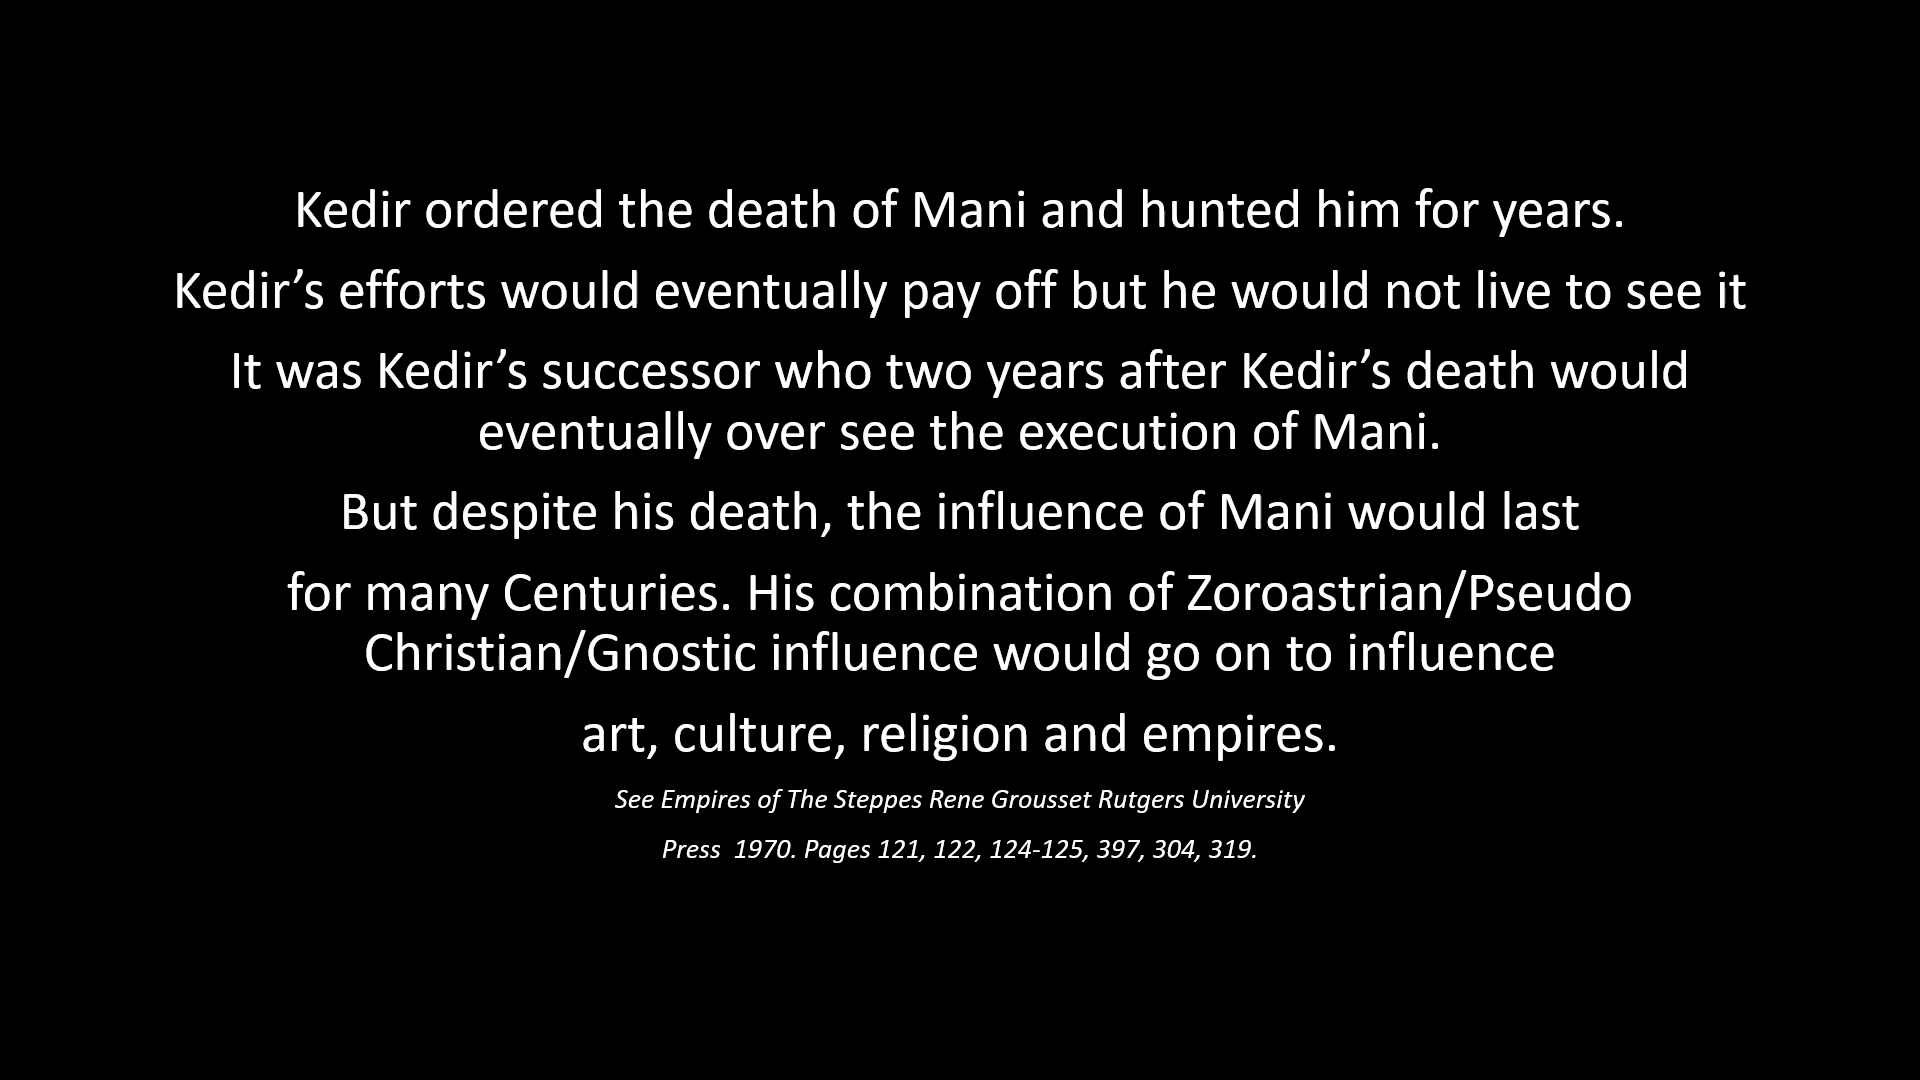 Kedir ordered the death of Mani and hunted him for years.
Kedir’s efforts would eventually pay off but he would not live to see it
It was Kedir’s successor who two years after Kedir’s death would
eventually over see the execution of Mani.
But despite his death, the influence of Mani would last
for many Centuries. His combination of Zoroastrian/Pseudo
Christian/Gnostic influence would go on to influence
art, culture, religion and empires.
See Empires of The Steppes Rene Grousset Rutgers University
Press  1970. Pages 121, 122, 124-125, 397, 304, 319.